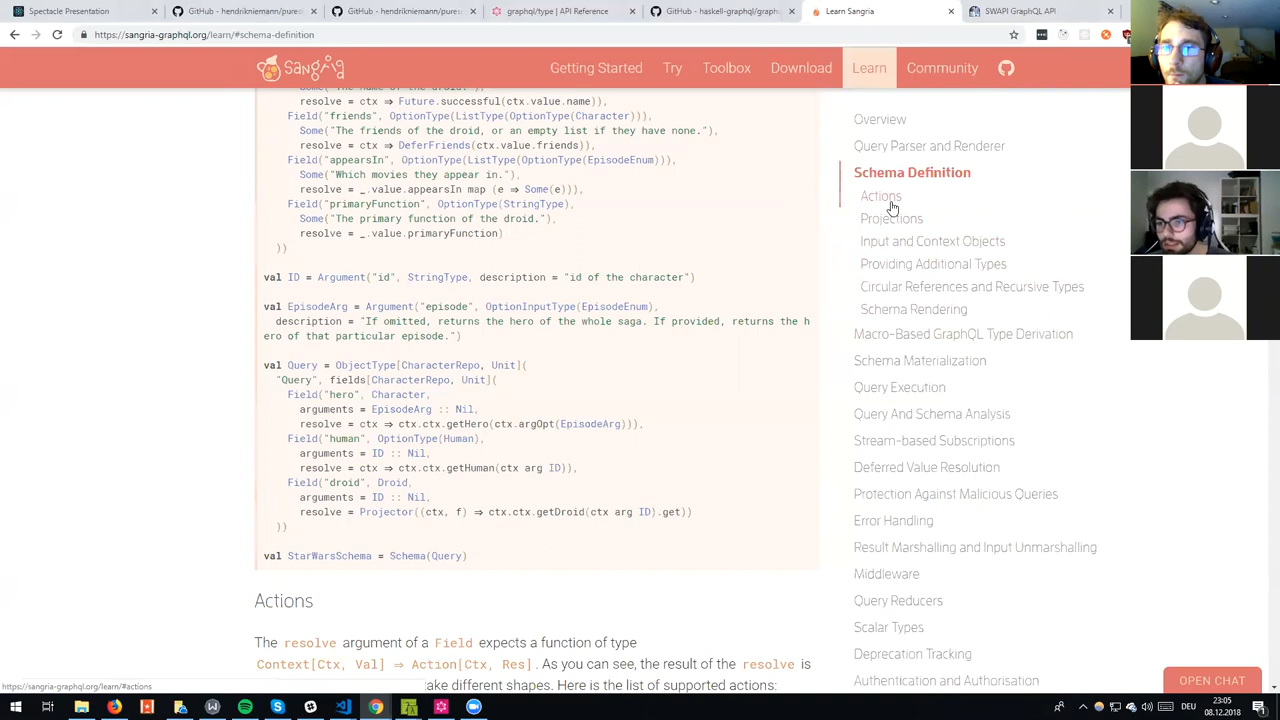 Spectacle Presentation
GitHub - hendrikniemann/puresc
GitHub - hendrikniemann/puresc
graphql/type | API Reference
GitHub - haskell-graphql/graphq
Learn Sangria
SWAPI GraphQL API
https://sangria-graphql.org/learn/#schema-definition
sangria
Getting Started
Try
Toolbox
Download
Learn
Community
resolve = ctx ⇒ Future.successful(ctx.value.name)),
Field("friends", OptionType(ListType(OptionType(Character))),
Some("The friends of the droid, or an empty list if they have none."),
resolve = ctx ⇒ DeferFriends(ctx.value.friends)),
Field("appearsIn", OptionType(ListType(OptionType(EpisodeEnum))),
Some("Which movies they appear in."),
resolve = _.value.appearsIn map (e ⇒ Some(e))),
Field("primaryFunction", OptionType(StringType),
Some("The primary function of the droid."),
resolve = _.value.primaryFunction)
))
val ID = Argument("id", StringType, description = "id of the character")
val EpisodeArg = Argument("episode", OptionInputType(EpisodeEnum),
description = "If omitted, returns the hero of the whole saga. If provided, returns the h
ero of that particular episode.")
val Query = ObjectType[CharacterRepo, Unit](
"Query", fields[CharacterRepo, Unit](
Field("hero", Character,
arguments = EpisodeArg :: Nil,
resolve = ctx ⇒ ctx.ctx.getHero(ctx.argOpt(EpisodeArg))),
Field("human", OptionType(Human),
arguments = ID :: Nil,
resolve = ctx ⇒ ctx.ctx.getHuman(ctx arg ID)),
Field("droid", Droid,
arguments = ID :: Nil,
resolve = Projector((ctx, f) ⇒ ctx.ctx.getDroid(ctx arg ID).get))
))
val StarWarsSchema = Schema(Query)
Actions
The resolve argument of a Field expects a function of type
Context[Ctx, Val] ⇒ Action[Ctx, Res]. As you can see, the result of the resolve is
take different shapes. Here is the list of supported actions:
Overview
Query Parser and Renderer
Schema Definition
Actions
Projections
Input and Context Objects
Providing Additional Types
Circular References and Recursive Types
Schema Rendering
Macro-Based GraphQL Type Derivation
Schema Materialization
Query Execution
Query And Schema Analysis
Stream-based Subscriptions
Deferred Value Resolution
Protection Against Malicious Queries
Error Handling
Result Marshalling and Input Unmarshalling
Middleware
Query Reducers
Scalar Types
Deprecation Tracking
Authentication and Authorisation
OPEN CHAT
https://sangria-graphql.org/learn/#actions
DEU
23:05
08.12.2018